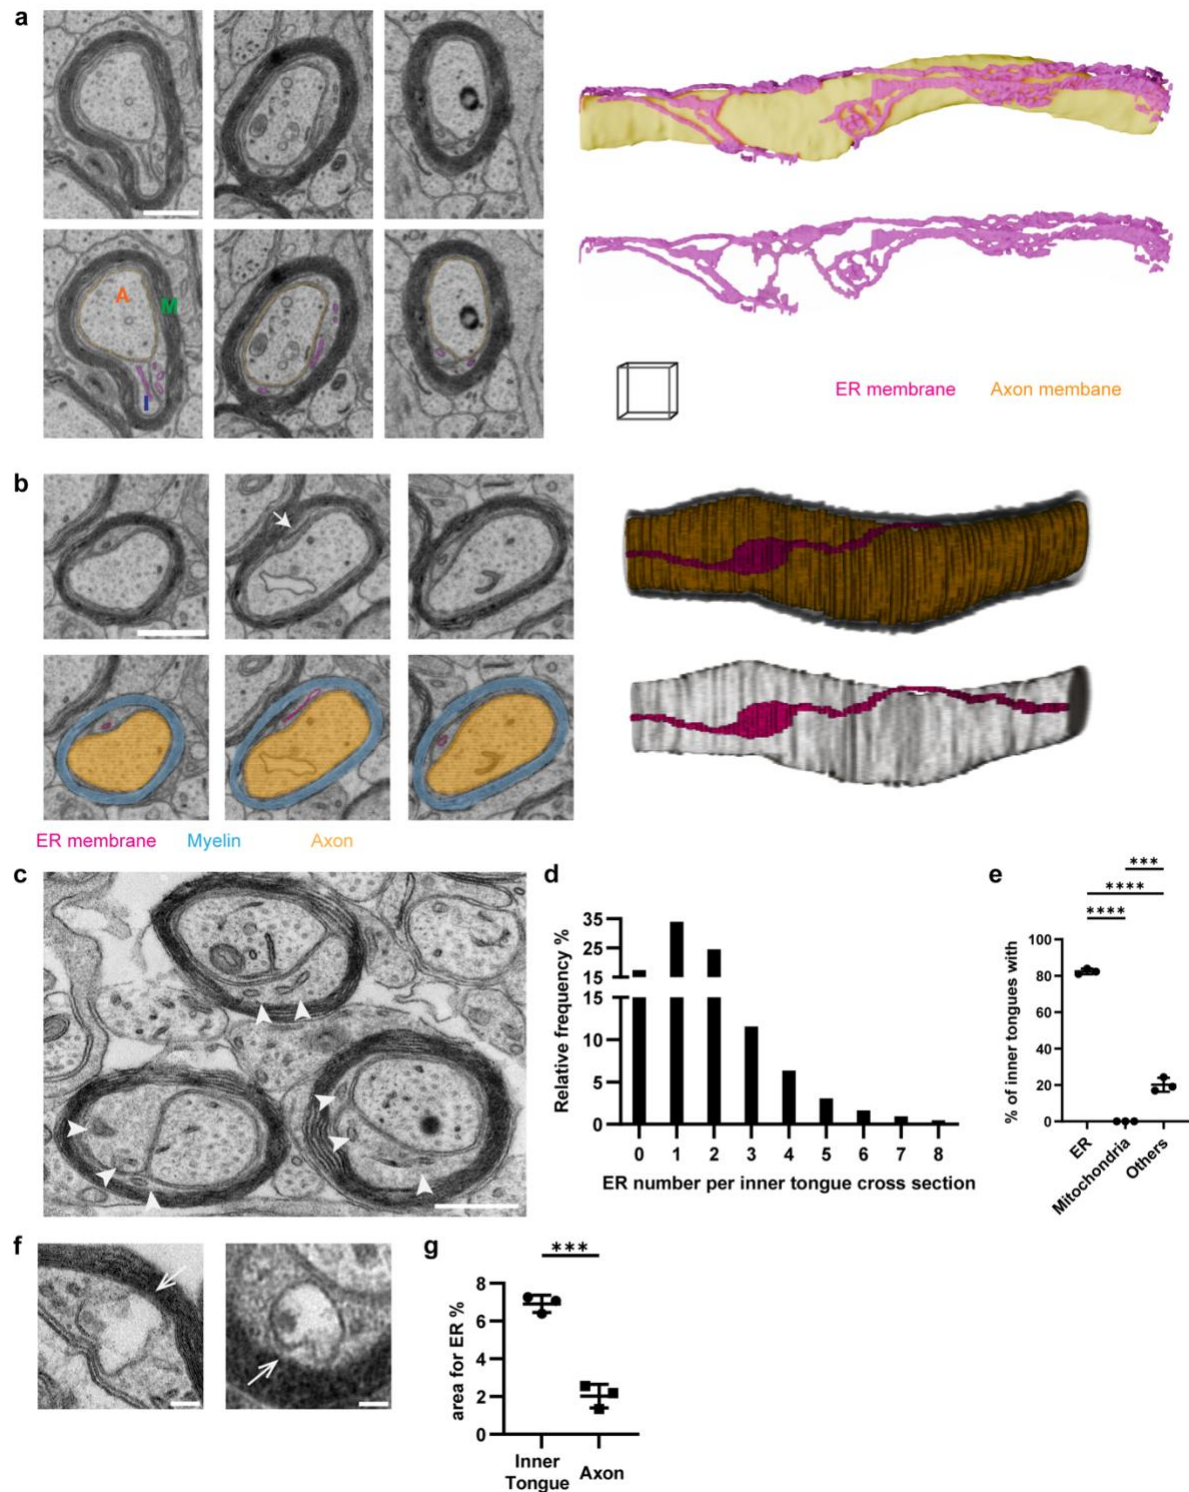 a
A
M
I
ER membrane Axon membane
b
ER membrane Myelin Axon
c
d
Relative frequency %
35
25
15
15
10
5
0
0 1 2 3 4 5 6 7 8
ER number per inner tongue cross section
e
***
****
****
% of inner tongues with
100
80
60
40
20
0
ER
Mitochondria
Others
f
g
***
area for ER %
8
6
4
2
0
Inner
Tongue
Axon